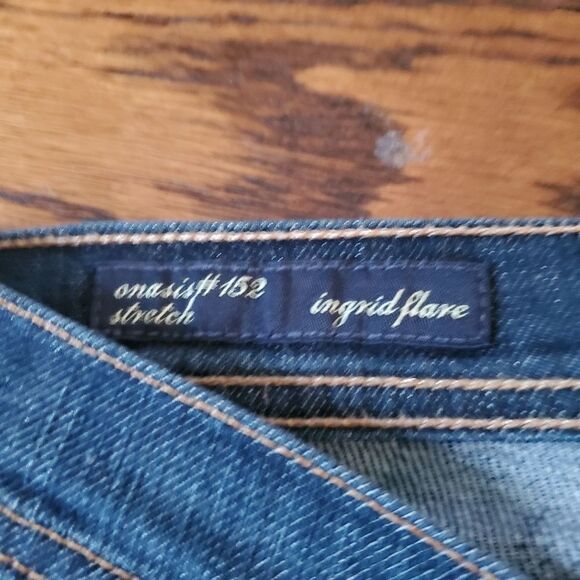 onasis# 152
stretch
ingrid flare